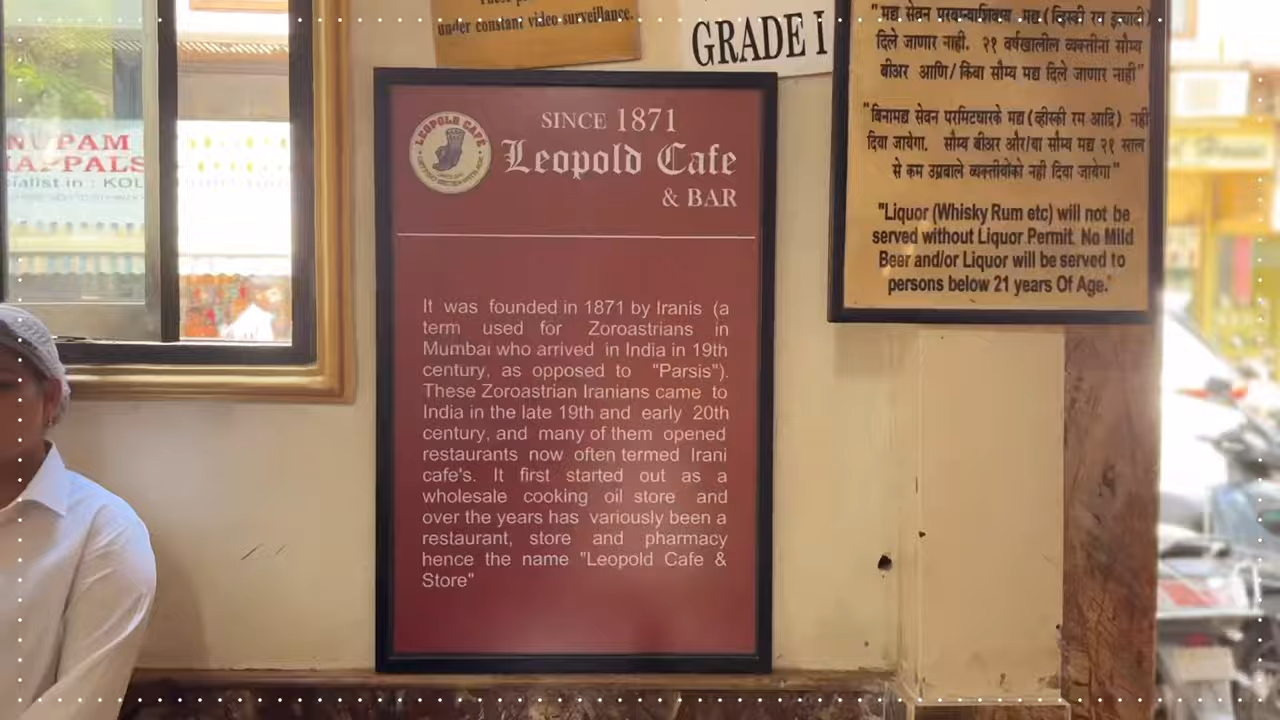 under constant video surveillance.
GRADE I
NUPAM
APPALS
ialist in : KOL
LEOPOLD CAFE
SINCE 1871
Leopold Cafe
& BAR
It was founded in 1871 by Iranis (a
term used for Zoroastrians in
Mumbai who arrived in India in 19th
century, as opposed to "Parsis").
These Zoroastrian Iranians came to
India in the late 19th and early 20th
century, and many of them opened
restaurants now often termed Irani
cafe's. It first started out as a
wholesale cooking oil store and
over the years has variously been a
restaurant, store and pharmacy
hence the name "Leopold Cafe &
Store"
"मद्य सेवन परवान्याशिवाय मद्य (व्हिस्की रम इत्यादी)
दिले जाणार नाही. २१ वर्षाखालील व्यक्तींना सौम्य
बीअर आणि/किंवा सौम्य मद्य दिले जाणार नाही"
"बिनामद्य सेवन परमिटधारके मद्य (व्हीस्की रम आदि) नही
दिया जायेगा. सौम्य बीअर और/वा सौम्य मद्य २१ साल
से कम उम्रवाले व्यक्तीयोंको नही दिया जायेगा"
"Liquor (Whisky Rum etc) will not be
served without Liquor Permit. No Mild
Beer and/or Liquor will be served to
persons below 21 years Of Age."